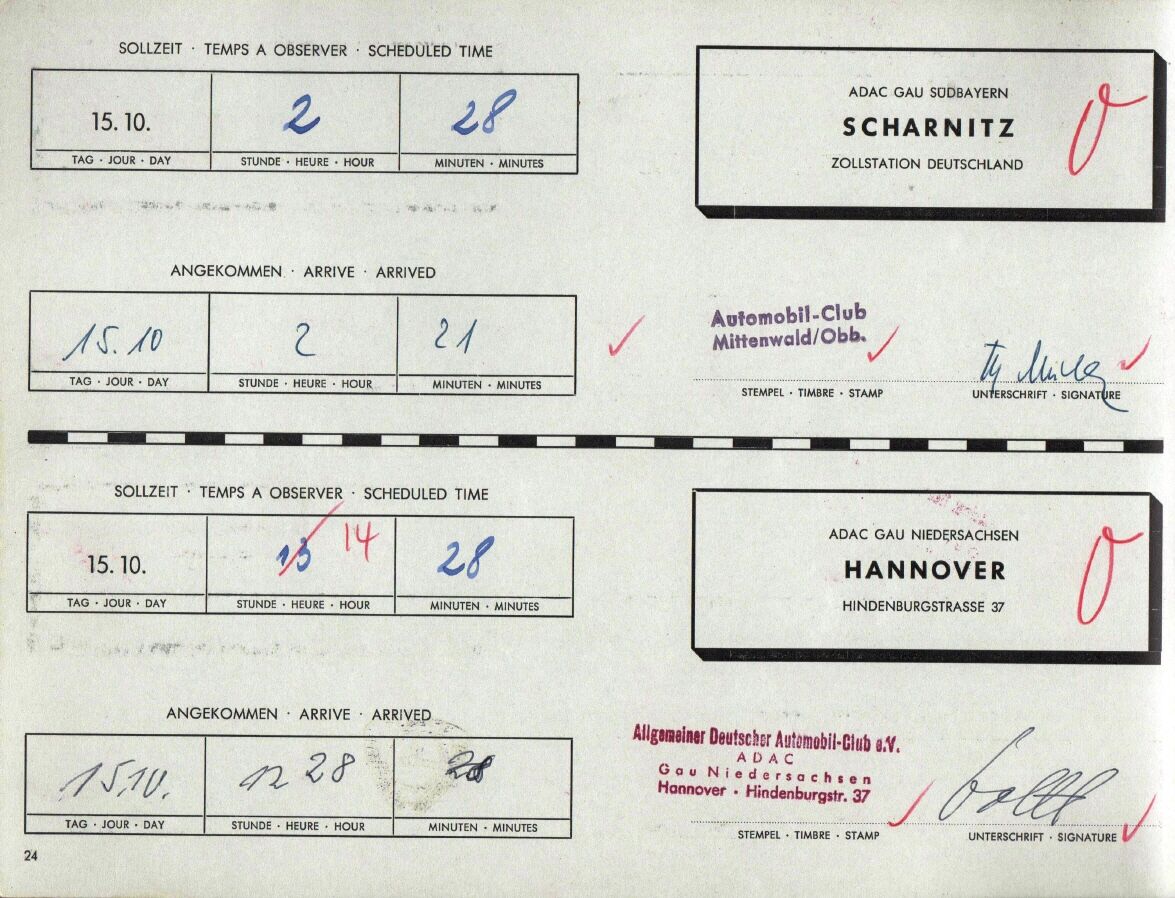 SOLLZEIT · TEMPS A OBSERVER · SCHEDULED TIME
15. 10. 2 28
TAG · JOUR · DAY STUNDE · HEURE · HOUR MINUTEN · MINUTES
ADAC GAU SÜDBAYERN
SCHARNITZ
ZOLLSTATION DEUTSCHLAND
0
ANGEKOMMEN · ARRIVE · ARRIVED
15.10 2 21
TAG · JOUR · DAY STUNDE · HEURE · HOUR MINUTEN · MINUTES
Automobil-Club
Mittenwald/Obb.
STEMPEL · TIMBRE · STAMP UNTERSCHRIFT · SIGNATURE
SOLLZEIT · TEMPS A OBSERVER · SCHEDULED TIME
15. 10. 13 14 28
TAG · JOUR · DAY STUNDE · HEURE · HOUR MINUTEN · MINUTES
ADAC GAU NIEDERSACHSEN
HANNOVER
HINDENBURGSTRASSE 37
0
ANGEKOMMEN · ARRIVE · ARRIVED
15.10. 12 28 28
TAG · JOUR · DAY STUNDE · HEURE · HOUR MINUTEN · MINUTES
Allgemeiner Deutscher Automobil-Club e.V.
ADAC
Gau Niedersachsen
Hannover · Hindenburgstr. 37
STEMPEL · TIMBRE · STAMP UNTERSCHRIFT · SIGNATURE
24